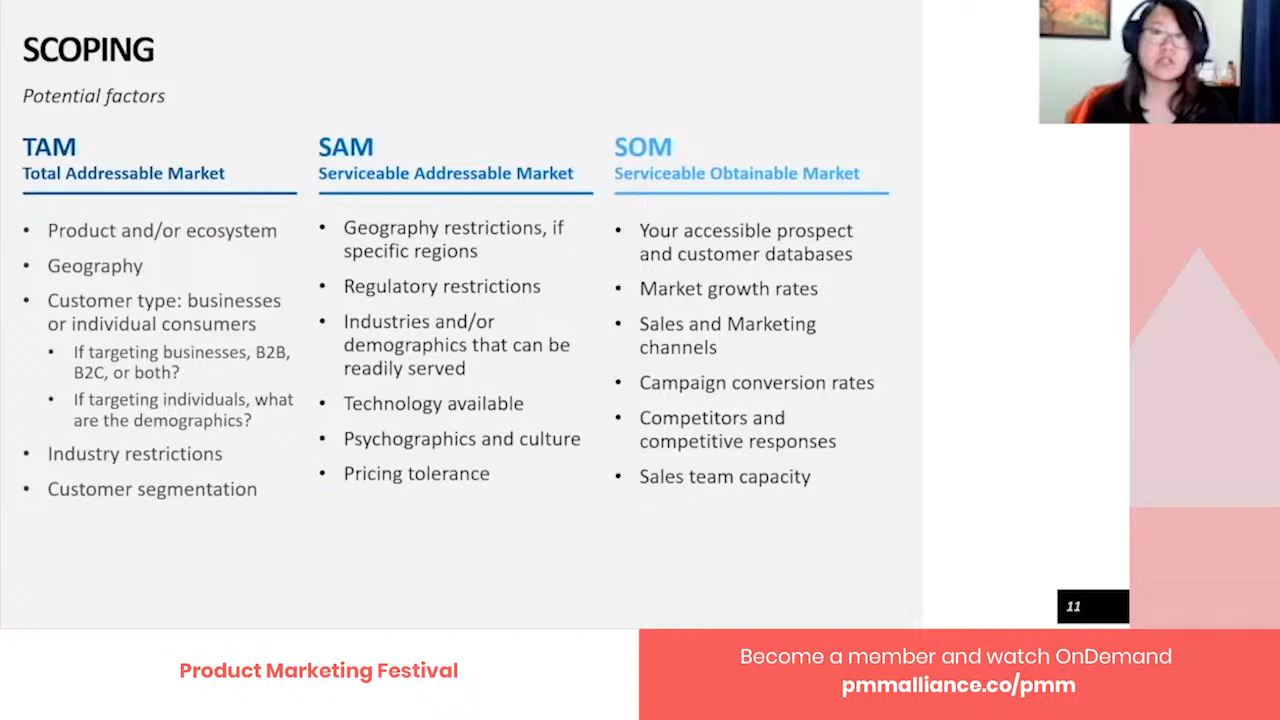 SCOPING
Potential factors
TAM
Total Addressable Market
• Product and/or ecosystem
• Geography
• Customer type: businesses
or individual consumers
• If targeting businesses, B2B,
B2C, or both?
• If targeting individuals, what
are the demographics?
• Industry restrictions
• Customer segmentation
SAM
Serviceable Addressable Market
• Geography restrictions, if
specific regions
• Regulatory restrictions
• Industries and/or
demographics that can be
readily served
• Technology available
• Psychographics and culture
• Pricing tolerance
SOM
Serviceable Obtainable Market
• Your accessible prospect
and customer databases
• Market growth rates
• Sales and Marketing
channels
• Campaign conversion rates
• Competitors and
competitive responses
• Sales team capacity
11
Product Marketing Festival
Become a member and watch OnDemand
pmmalliance.co/pmm